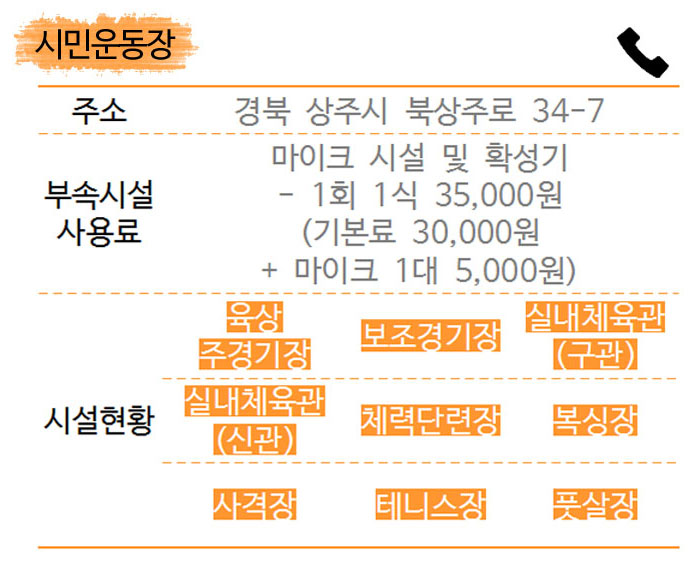 시민운동장
주소
경북 상주시 북상주로 34-7
부속시설
사용료
마이크 시설 및 확성기
- 1회 1식 35,000원
(기본료 30,000원
+ 마이크 1대 5,000원)
시설현황
육상
주경기장
보조경기장
실내체육관
(구관)
실내체육관
(신관)
체력단련장
복싱장
사격장
테니스장
풋살장